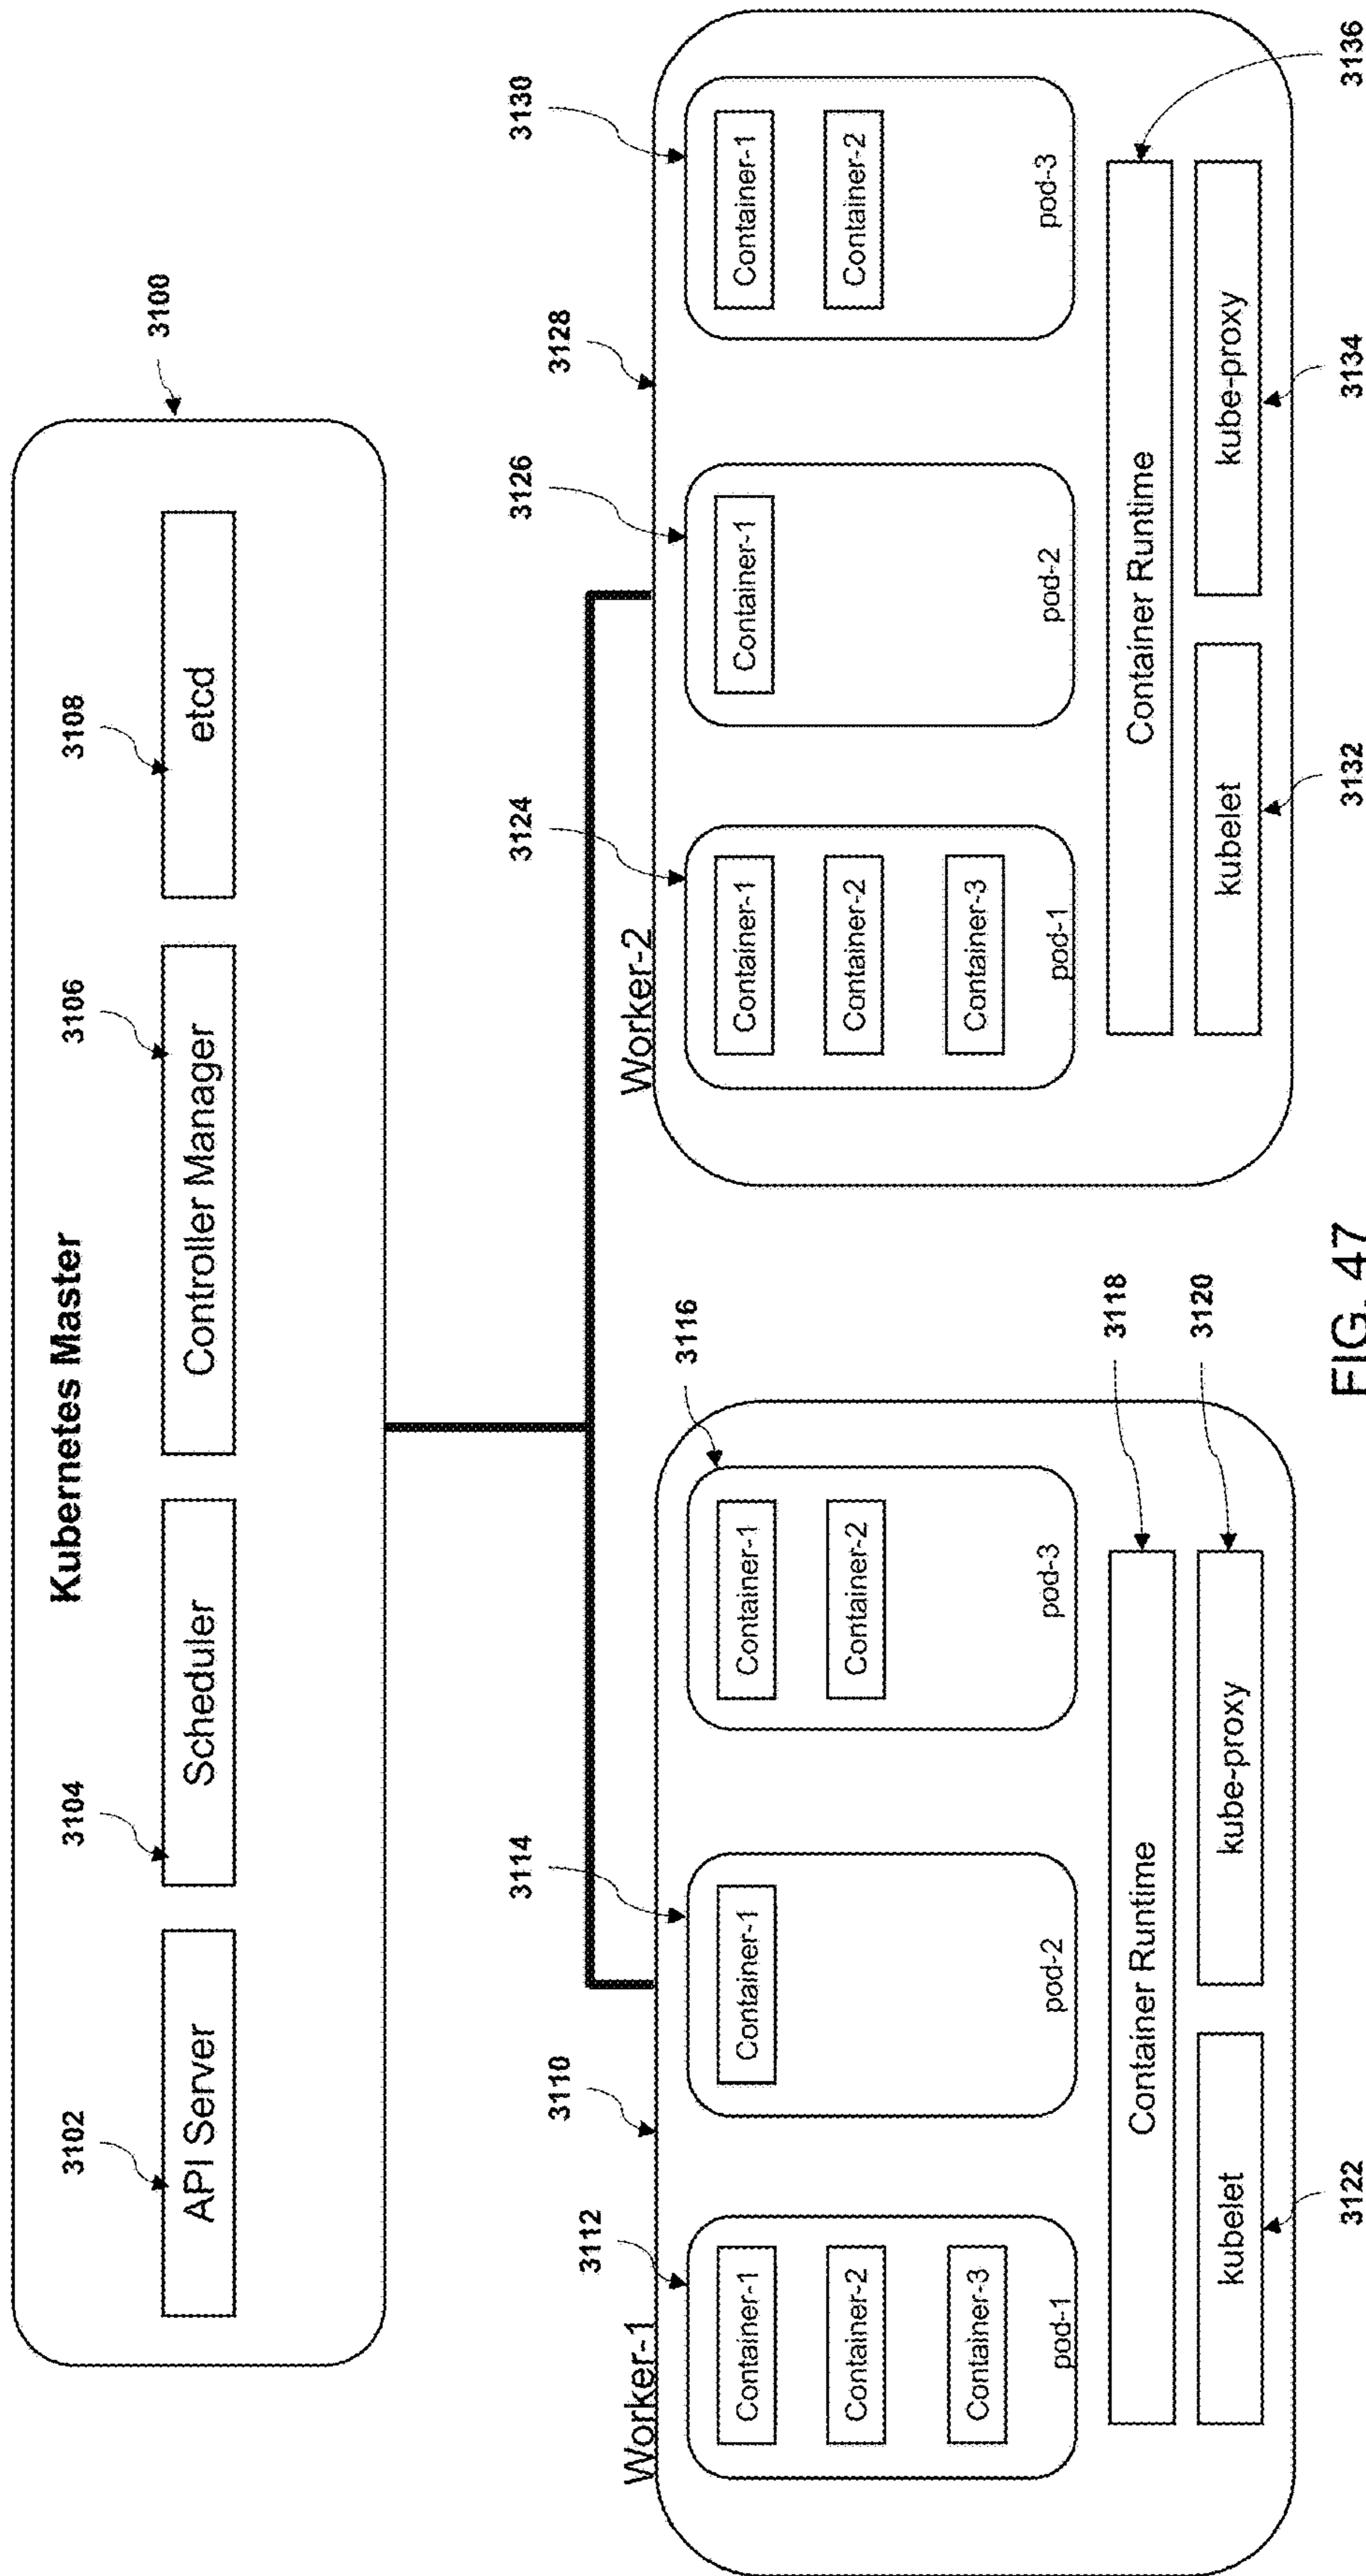 3100
Kubernetes Master
3102
3104
3106
3108
API Server
Scheduler
Controller Manager
etcd
Worker-1
3112
3110
3114
3116
Container-1
Container-2
Container-3
pod-1
Container-1
pod-2
Container-1
Container-2
pod-3
Container Runtime
3118
kubelet
kube-proxy
3120
3122
Worker-2
3124
3126
3128
3130
Container-1
Container-2
Container-3
pod-1
Container-1
pod-2
Container-1
Container-2
pod-3
Container Runtime
3136
kubelet
kube-proxy
3132
3134
FIG. 47